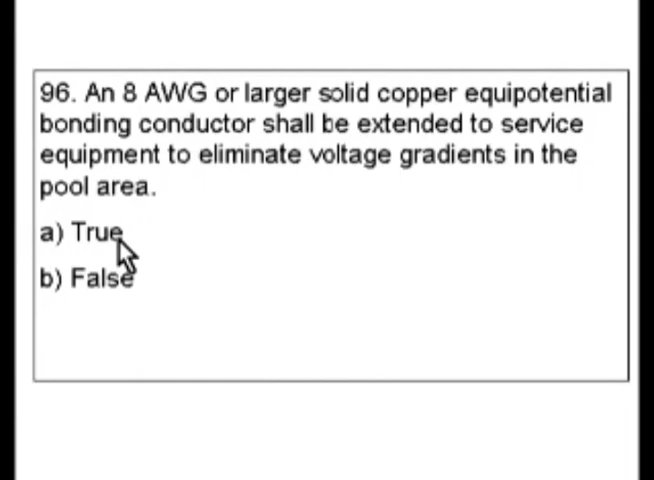 96. An 8 AWG or larger solid copper equipotential
bonding conductor shall be extended to service
equipment to eliminate voltage gradients in the
pool area.
a) True
b) False